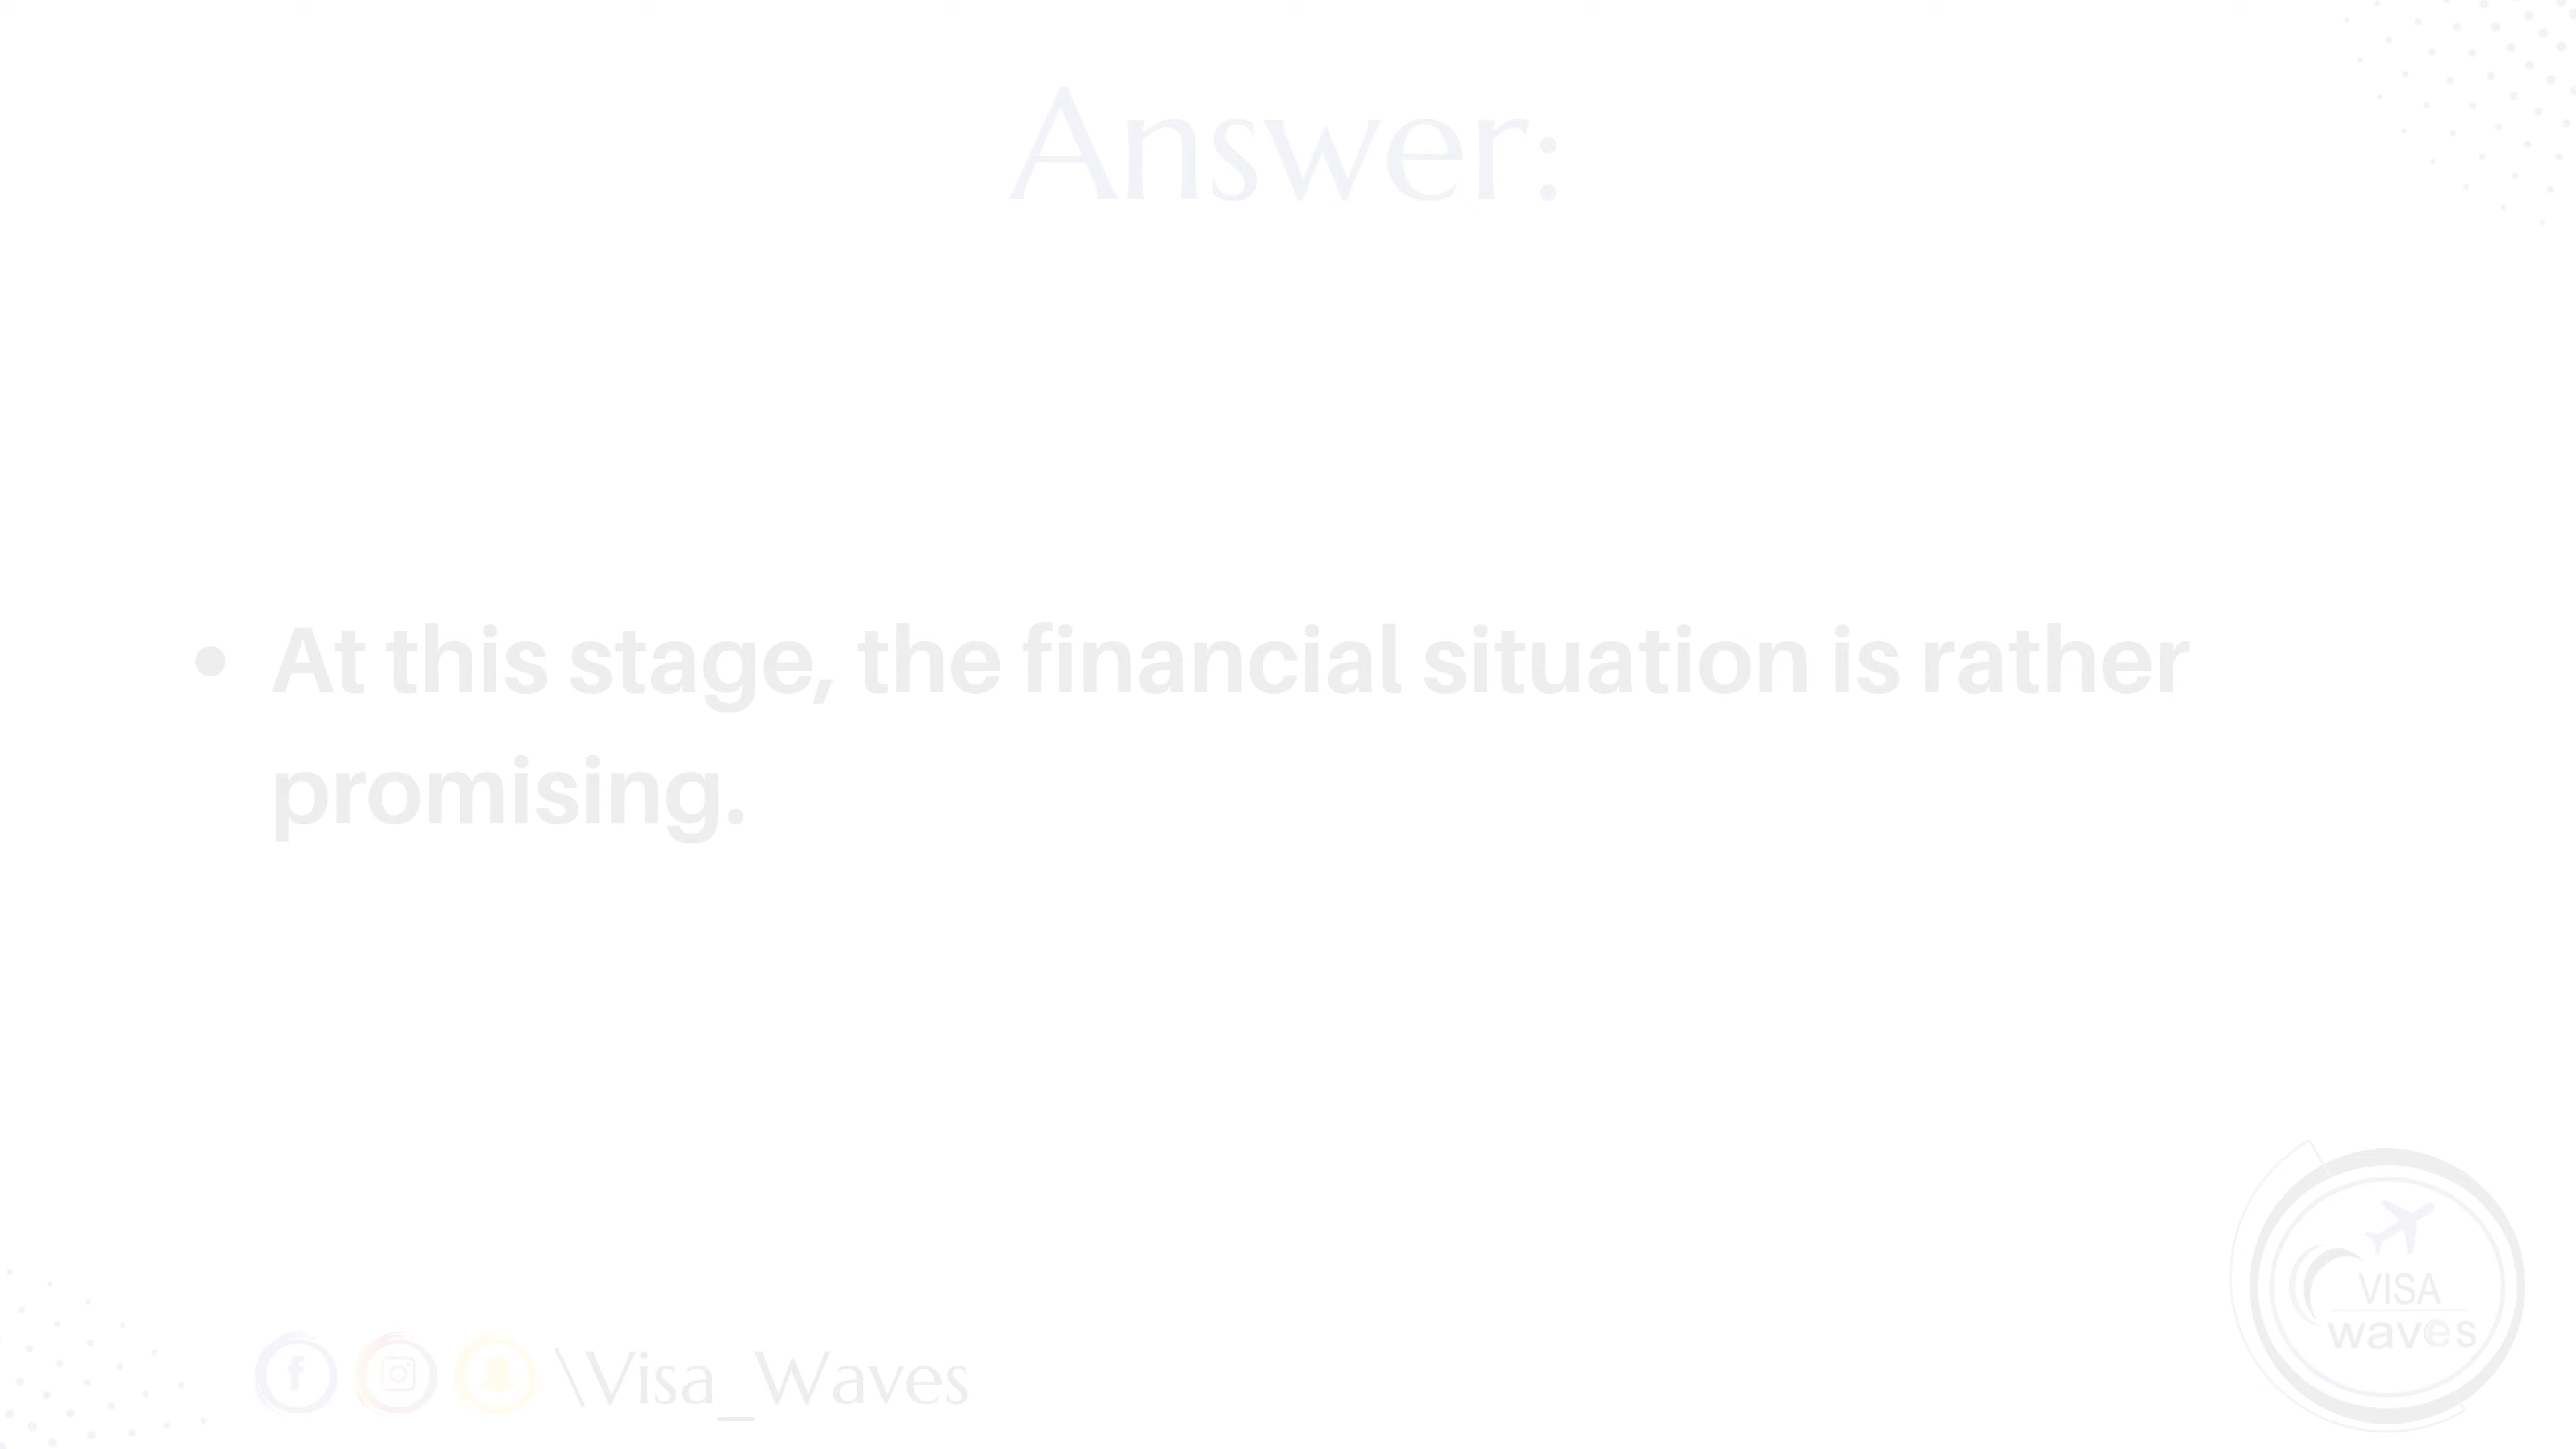 Answer:
• At this stage, the financial situation is rather
promising.
\Visa_Waves
VISA
waves